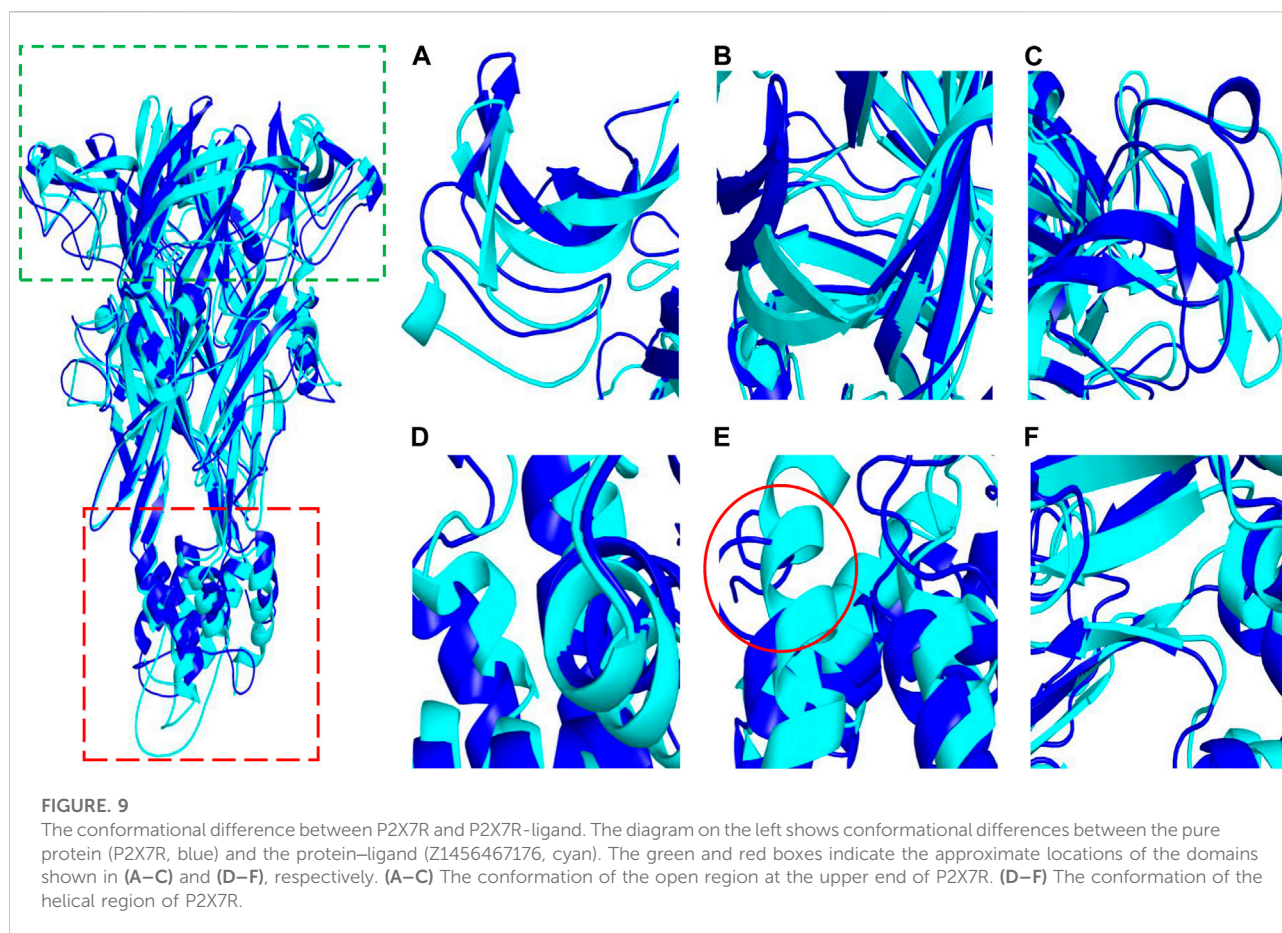 A
B
C
D
E
F
FIGURE. 9
The conformational difference between P2X7R and P2X7R-ligand. The diagram on the left shows conformational differences between the pure
protein (P2X7R, blue) and the protein–ligand (Z1456467176, cyan). The green and red boxes indicate the approximate locations of the domains
shown in (A–C) and (D–F), respectively. (A–C) The conformation of the open region at the upper end of P2X7R. (D–F) The conformation of the
helical region of P2X7R.